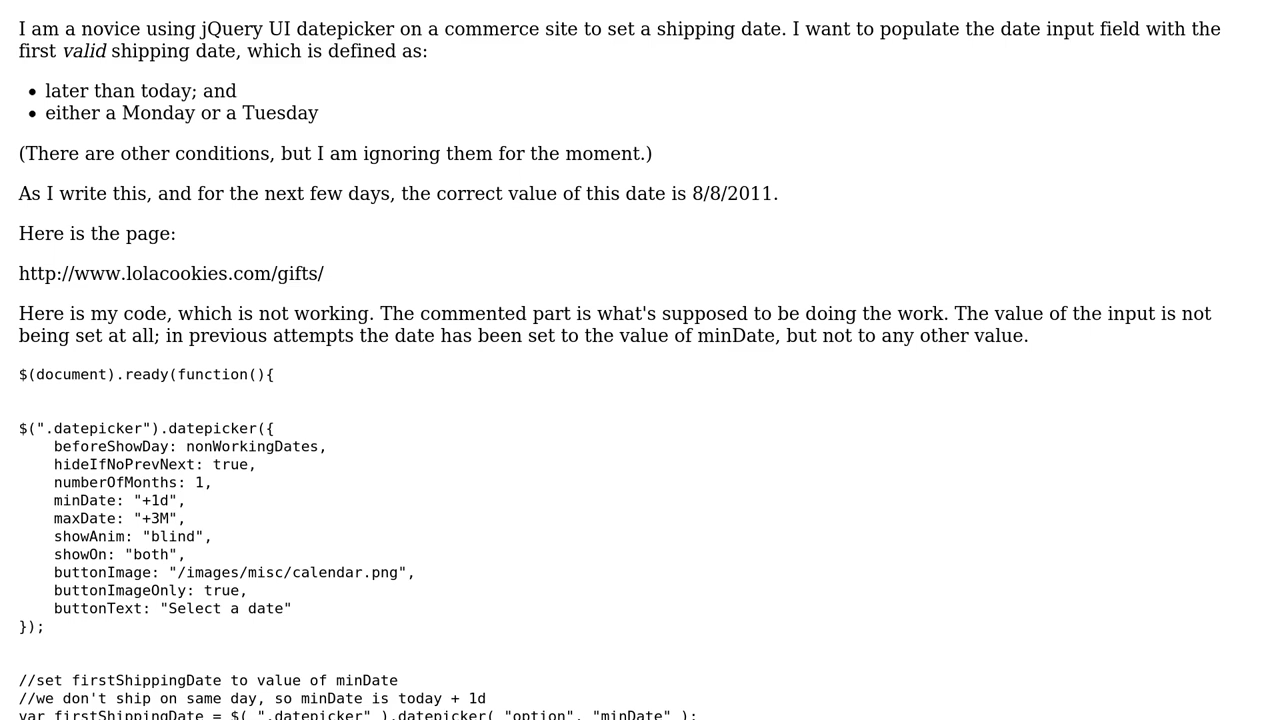 I am a novice using jQuery UI datepicker on a commerce site to set a shipping date. I want to populate the date input field with the
first valid shipping date, which is defined as:
• later than today; and
• either a Monday or a Tuesday
(There are other conditions, but I am ignoring them for the moment.)
As I write this, and for the next few days, the correct value of this date is 8/8/2011.
Here is the page:
http://www.lolacookies.com/gifts/
Here is my code, which is not working. The commented part is what's supposed to be doing the work. The value of the input is not
being set at all; in previous attempts the date has been set to the value of minDate, but not to any other value.
$(document).ready(function(){
$(".datepicker").datepicker({
    beforeShowDay: nonWorkingDates,
    hideIfNoPrevNext: true,
    numberOfMonths: 1,
    minDate: "+1d",
    maxDate: "+3M",
    showAnim: "blind",
    showOn: "both",
    buttonImage: "/images/misc/calendar.png",
    buttonImageOnly: true,
    buttonText: "Select a date"
});
//set firstShippingDate to value of minDate
//we don't ship on same day, so minDate is today + 1d
var firstShippingDate = $( ".datepicker" ).datepicker( "option", "minDate" );